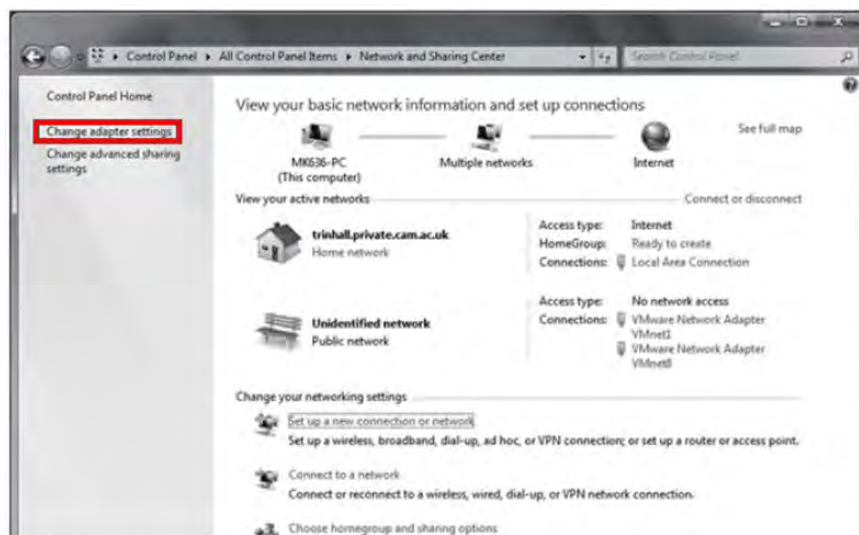 Control Panel ▸ All Control Panel Items ▸ Network and Sharing Center
Search Control Panel
Control Panel Home
Change adapter settings
Change advanced sharing
settings
View your basic network information and set up connections
See full map
MK636-PC
(This computer)
Multiple networks
Internet
View your active networks
Connect or disconnect
trinhall.private.cam.ac.uk
Home network
Access type: Internet
HomeGroup: Ready to create
Connections: Local Area Connection
Unidentified network
Public network
Access type: No network access
Connections: VMware Network Adapter
VMnet1
VMware Network Adapter
VMnet8
Change your networking settings
Set up a new connection or network
Set up a wireless, broadband, dial-up, ad hoc, or VPN connection; or set up a router or access point.
Connect to a network
Connect or reconnect to a wireless, wired, dial-up, or VPN network connection.
Choose homegroup and sharing options